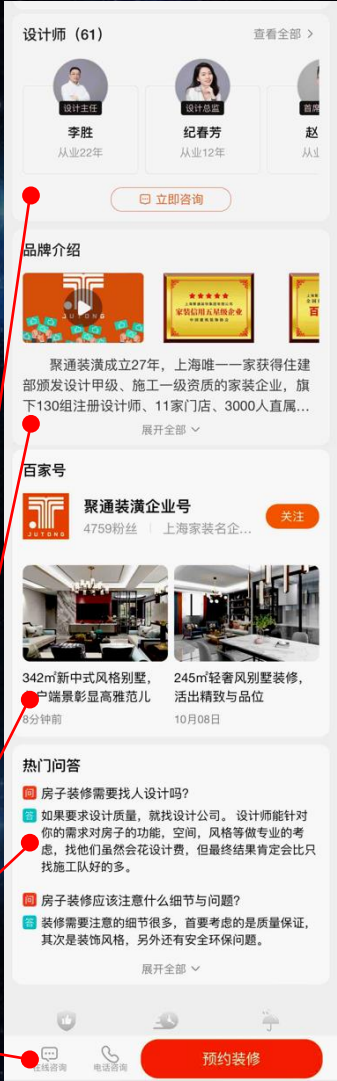 设计师（61）
查看全部 >
设计主任
设计总监
首席
李胜
纪春芳
赵
从业22年
从业12年
从业
立即咨询
品牌介绍
JUTONG
家装信用五星级企业
百
聚通装潢成立27年，上海唯一一家获得住建
部颁发设计甲级、施工一级资质的家装企业，旗
下130组注册设计师、11家门店、3000人直属...
展开全部
百家号
JUTONG
聚通装潢企业号
4759粉丝 | 上海家装名企...
关注
342㎡新中式风格别墅，
户端景彰显高雅范儿
8分钟前
245㎡轻奢风别墅装修，
活出精致与品位
10月08日
热门问答
问 房子装修需要找人设计吗？
答 如果要求设计质量，就找设计公司。 设计师能针对
你的需求对房子的功能，空间，风格等做专业的考
虑，找他们虽然会花设计费，但最终结果肯定会比只
找施工队好的多。
问 房子装修应该注意什么细节与问题？
答 装修需要注意的细节很多，首要考虑的是质量保证，
其次是装饰风格，另外还有安全环保问题。
展开全部
在线咨询
电话咨询
预约装修